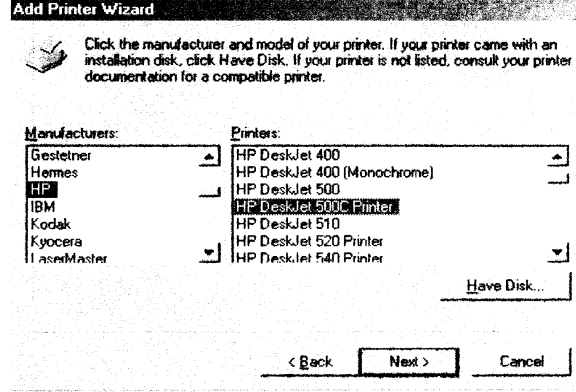 Add Printer Wizard
Click the manufacturer and model of your printer. If your printer came with an
installation disk, click Have Disk. If your printer is not listed, consult your printer
documentation for a compatible printer.
Manufacturers:
Printers:
Gestetner
Hermes
HP
IBM
Kodak
Kyocera
LaserMaster
HP DeskJet 400
HP DeskJet 400 (Monochrome)
HP DeskJet 500
HP DeskJet 500C Printer
HP DeskJet 510
HP DeskJet 520 Printer
HP DeskJet 540 Printer
Have Disk...
< Back
Next >
Cancel